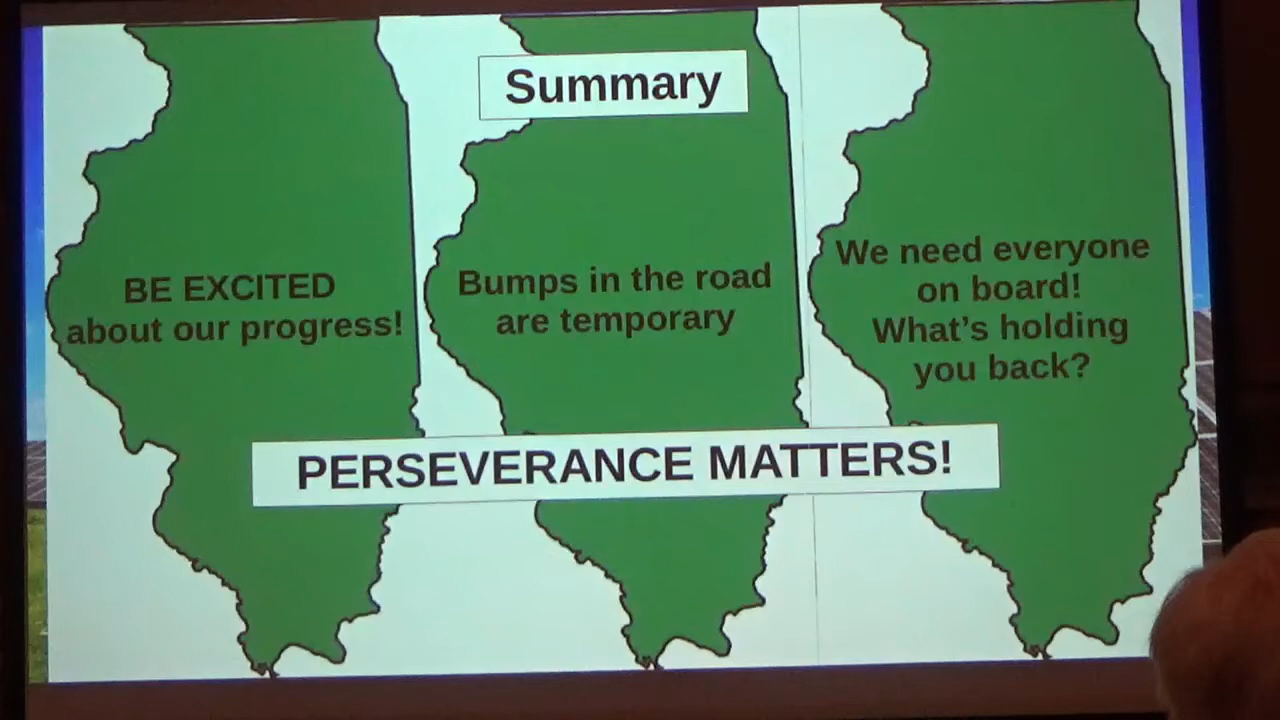 Summary
BE EXCITED
about our progress!
Bumps in the road
are temporary
We need everyone
on board!
What's holding
you back?
PERSEVERANCE MATTERS!